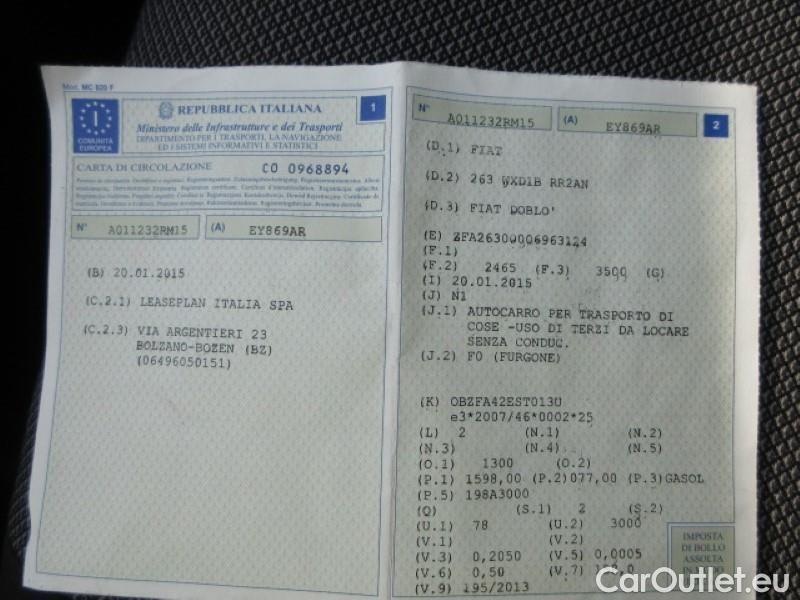 Mod. MC 820 F
I
COMUNITÀ
EUROPEA
REPUBBLICA ITALIANA
Ministero delle Infrastrutture e dei Trasporti
DIPARTIMENTO PER I TRASPORTI, LA NAVIGAZIONE
ED I SISTEMI INFORMATIVI E STATISTICI
1
CARTA DI CIRCOLAZIONE CO 0968894
N° A011232RM15 (A) EY869AR
(B) 20.01.2015
(C.2.1) LEASEPLAN ITALIA SPA
(C.2.3) VIA ARGENTIERI 23
BOLZANO-BOZEN (BZ)
(06496050151)
N° A011232RM15 (A) EY869AR 2
(D.1) FIAT
(D.2) 263 WXD1B RR2AN
(D.3) FIAT DOBLO'
(E) ZFA26300006963124
(F.1)
(F.2) 2465 (F.3) 3500 (G)
(I) 20.01.2015
(J) N1
(J.1) AUTOCARRO PER TRASPORTO DI
COSE -USO DI TERZI DA LOCARE
SENZA CONDUC.
(J.2) F0 (FURGONE)
(K) OBZFA42EST013U
e3*2007/46*0002*25
(L) 2 (N.1) (N.2)
(N.3) (N.4) (N.5)
(O.1) 1300 (O.2)
(P.1) 1598,00 (P.2)077,00 (P.3)GASOL
(P.5) 198A3000
(Q) (S.1) 2 (S.2)
(U.1) 78 (U.2) 3000
(V.1) (V.2)
(V.3) 0,2050 (V.5) 0,0005
(V.6) 0,50 (V.7)
(V.9) 195/2013
IMPOSTA
DI BOLLO
ASSOLTA
CarOutlet.eu